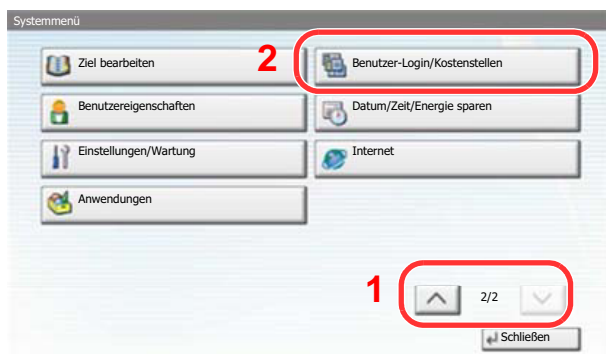 Systemmenü
Ziel bearbeiten
2
Benutzer-Login/Kostenstellen
Benutzereigenschaften
Datum/Zeit/Energie sparen
Einstellungen/Wartung
Internet
Anwendungen
1
2/2
Schließen